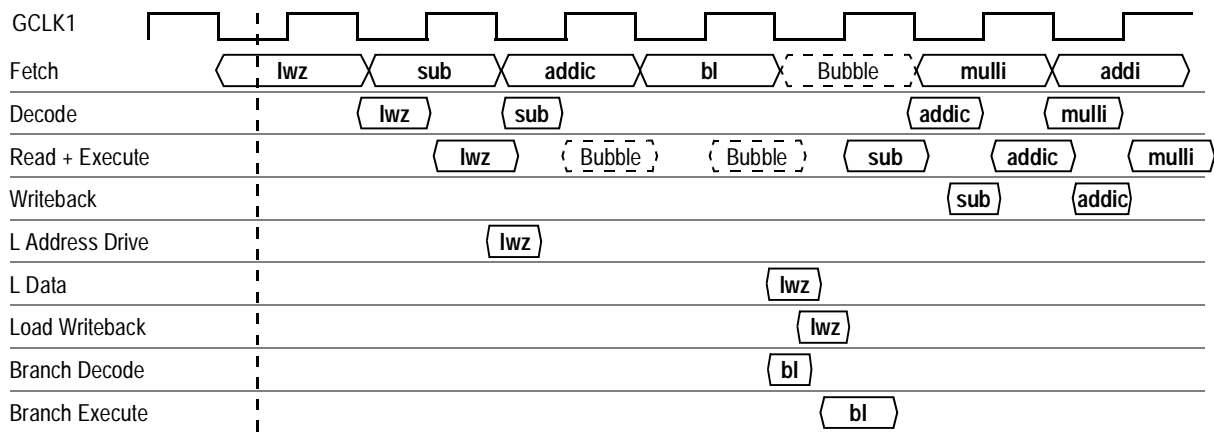 GCLK1
Fetch lwz sub addic bl Bubble mulli addi
Decode lwz sub addic mulli
Read + Execute lwz Bubble Bubble sub addic mulli
Writeback sub addic
L Address Drive lwz
L Data lwz
Load Writeback lwz
Branch Decode bl
Branch Execute bl